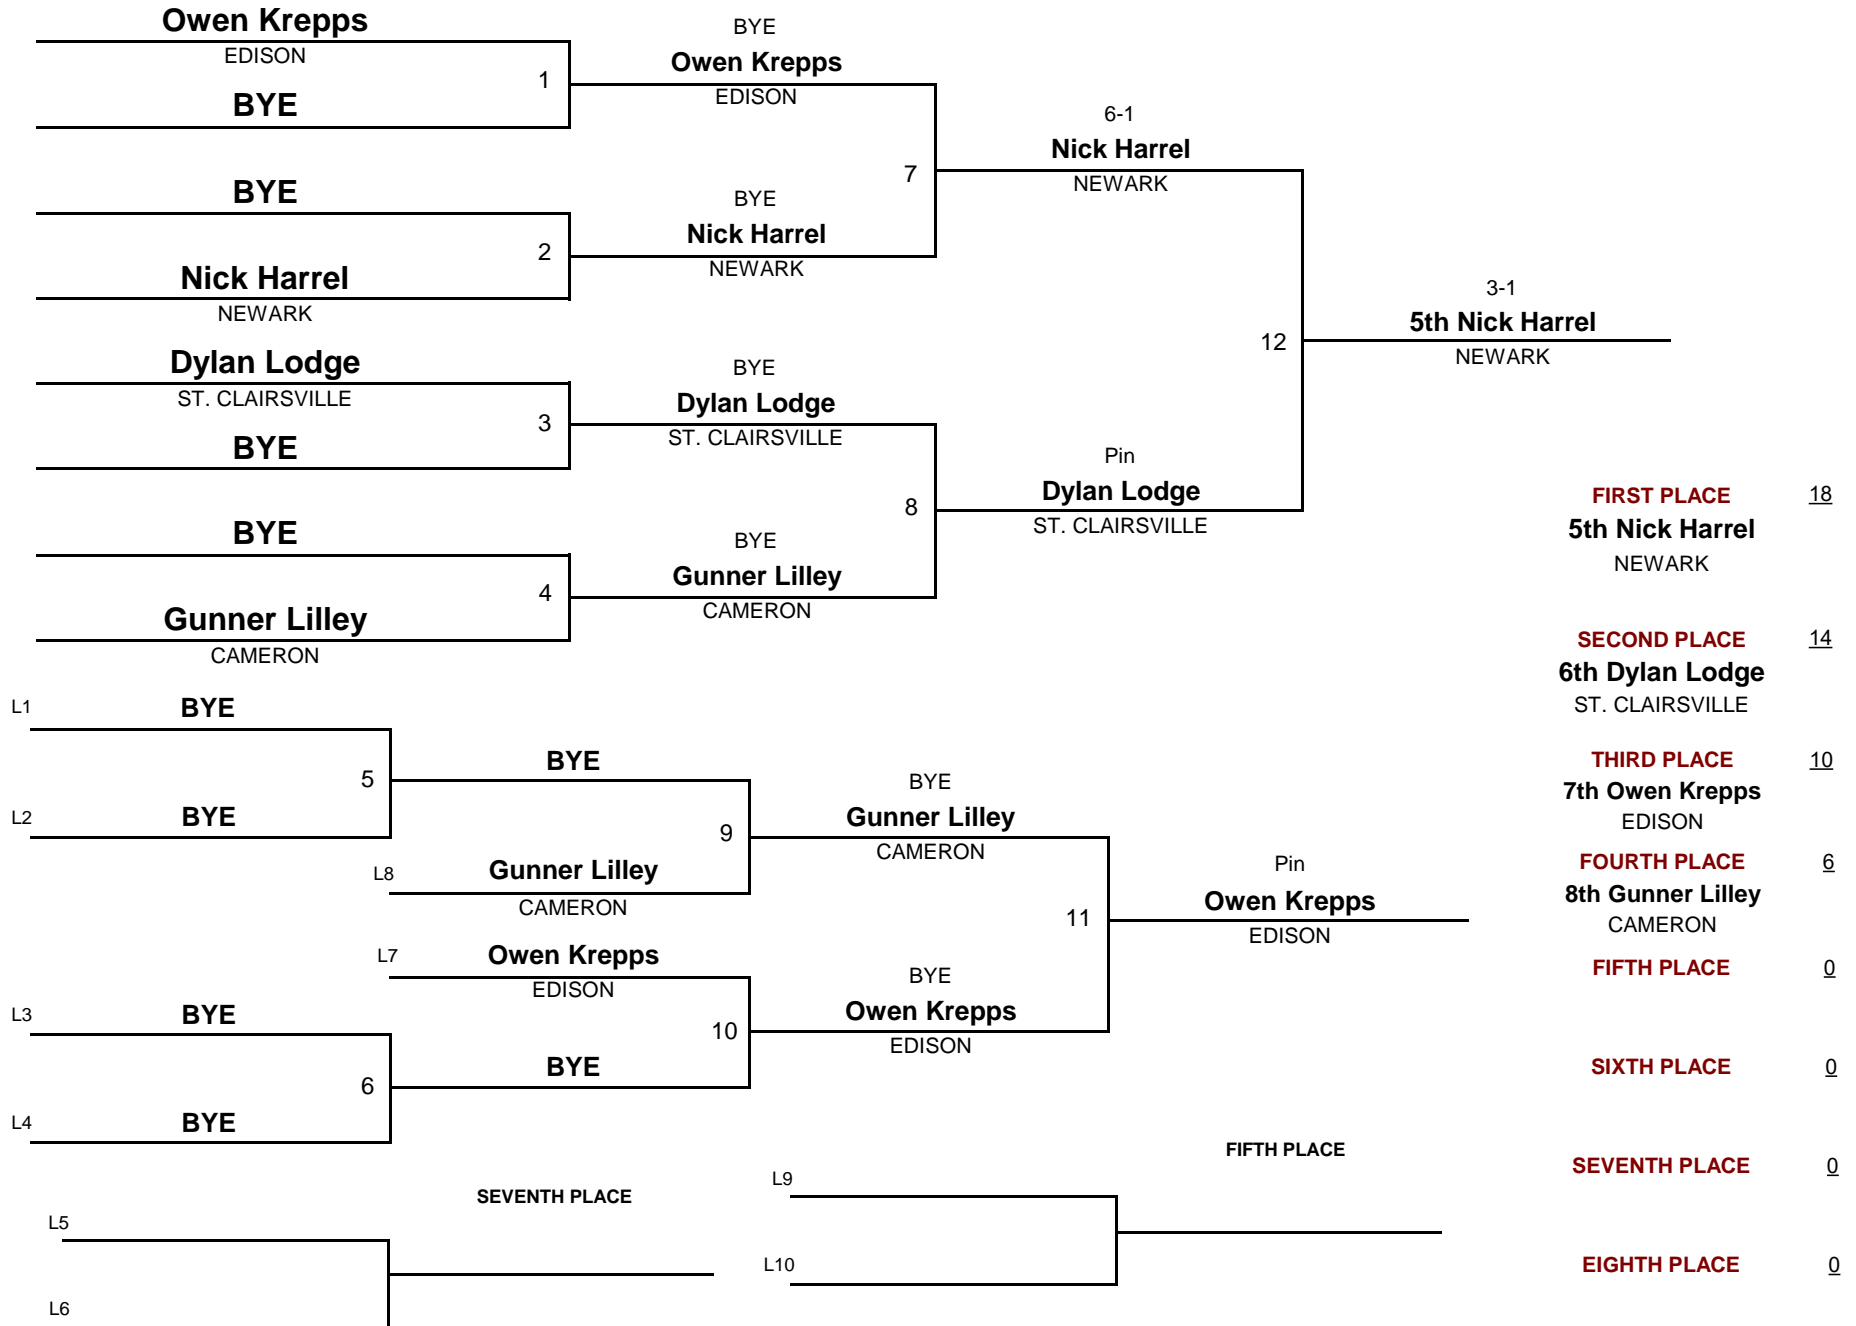 Owen Krepps
EDISON
1
BYE
BYE
Owen Krepps
EDISON
BYE
2
Nick Harrel
NEWARK
BYE
Nick Harrel
NEWARK
7
6-1
Nick Harrel
NEWARK
Dylan Lodge
ST. CLAIRSVILLE
3
BYE
BYE
Dylan Lodge
ST. CLAIRSVILLE
BYE
4
Gunner Lilley
CAMERON
BYE
Gunner Lilley
CAMERON
8
Pin
Dylan Lodge
ST. CLAIRSVILLE
12
3-1
5th Nick Harrel
NEWARK
L1
BYE
5
L2
BYE
BYE
9
L8
Gunner Lilley
CAMERON
BYE
Gunner Lilley
CAMERON
L7
Owen Krepps
EDISON
10
L3
BYE
6
L4
BYE
BYE
BYE
Owen Krepps
EDISON
11
Pin
Owen Krepps
EDISON
FIRST PLACE 18
5th Nick Harrel
NEWARK
SECOND PLACE 14
6th Dylan Lodge
ST. CLAIRSVILLE
THIRD PLACE 10
7th Owen Krepps
EDISON
FOURTH PLACE 6
8th Gunner Lilley
CAMERON
FIFTH PLACE 0
SIXTH PLACE 0
SEVENTH PLACE 0
EIGHTH PLACE 0
SEVENTH PLACE
L5
L6
FIFTH PLACE
L9
L10